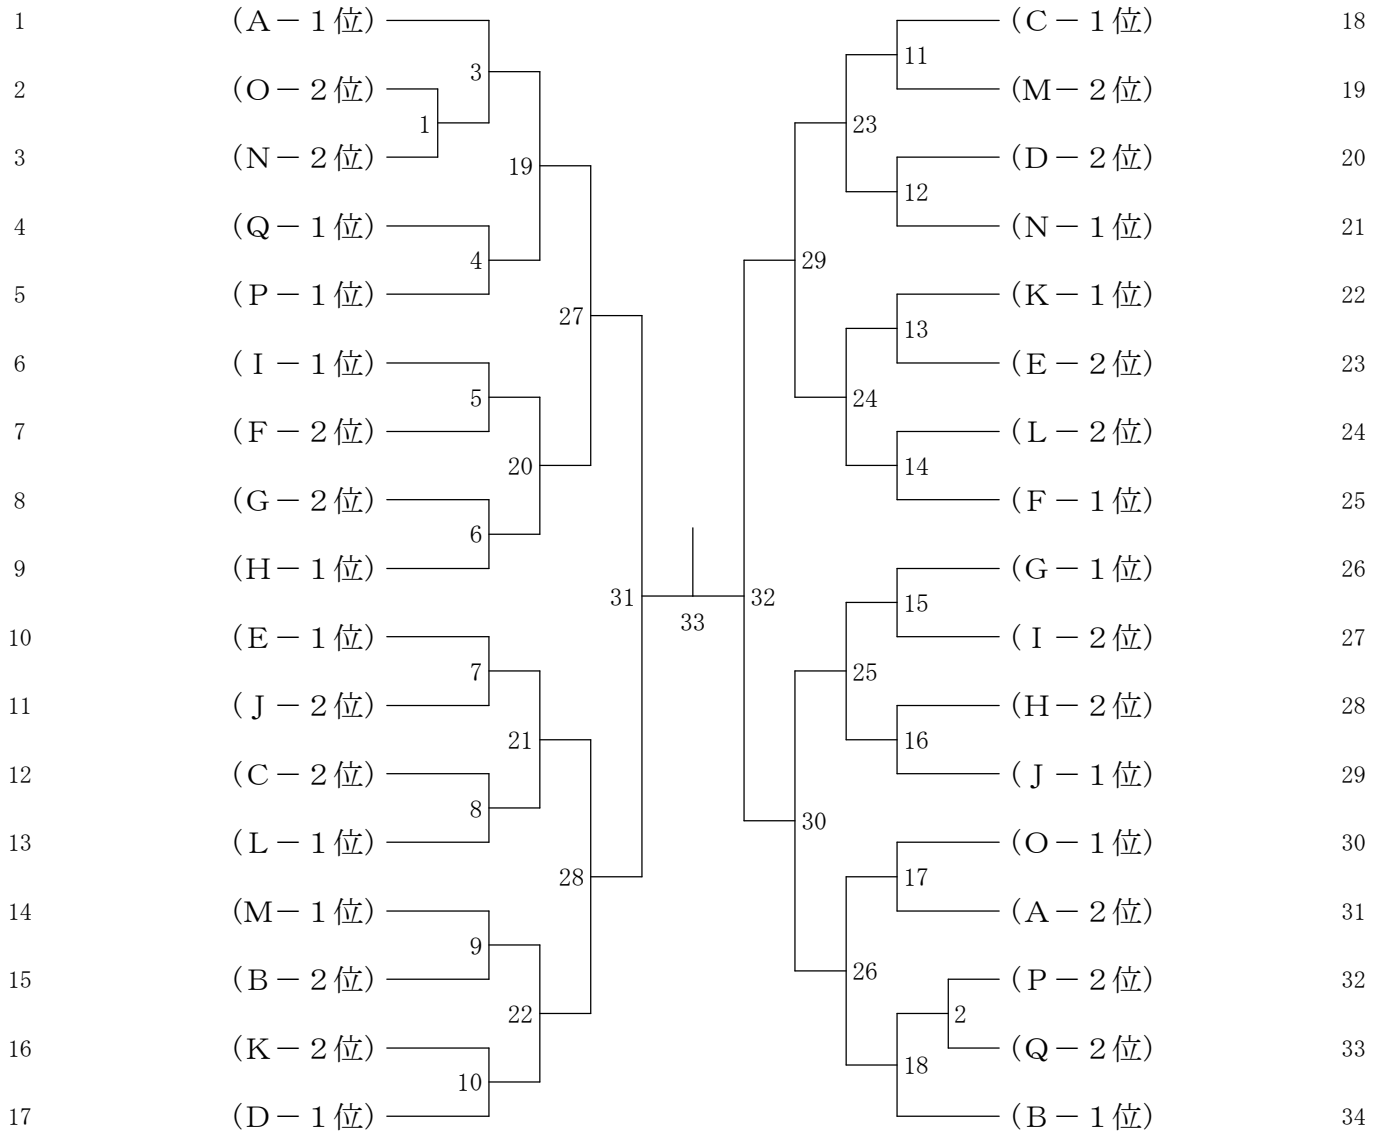 1 (A－1位) (C－1位) 18
11
3
2 (O－2位) (M－2位) 19
1 23
3 (N－2位) (D－2位) 20
19 12
4 (Q－1位) (N－1位) 21
4 29
5 (P－1位) (K－1位) 22
27 13
6 (I－1位) (E－2位) 23
5 24
7 (F－2位) (L－2位) 24
20 14
8 (G－2位) (F－1位) 25
6
9 (H－1位) (G－1位) 26
31 32 15
33
10 (E－1位) (I－2位) 27
7 25
11 (J－2位) (H－2位) 28
21 16
12 (C－2位) (J－1位) 29
8 30
13 (L－1位) (O－1位) 30
28 17
14 (M－1位) (A－2位) 31
9 26
15 (B－2位) (P－2位) 32
22 2
16 (K－2位) (Q－2位) 33
10 18
17 (D－1位) (B－1位) 34